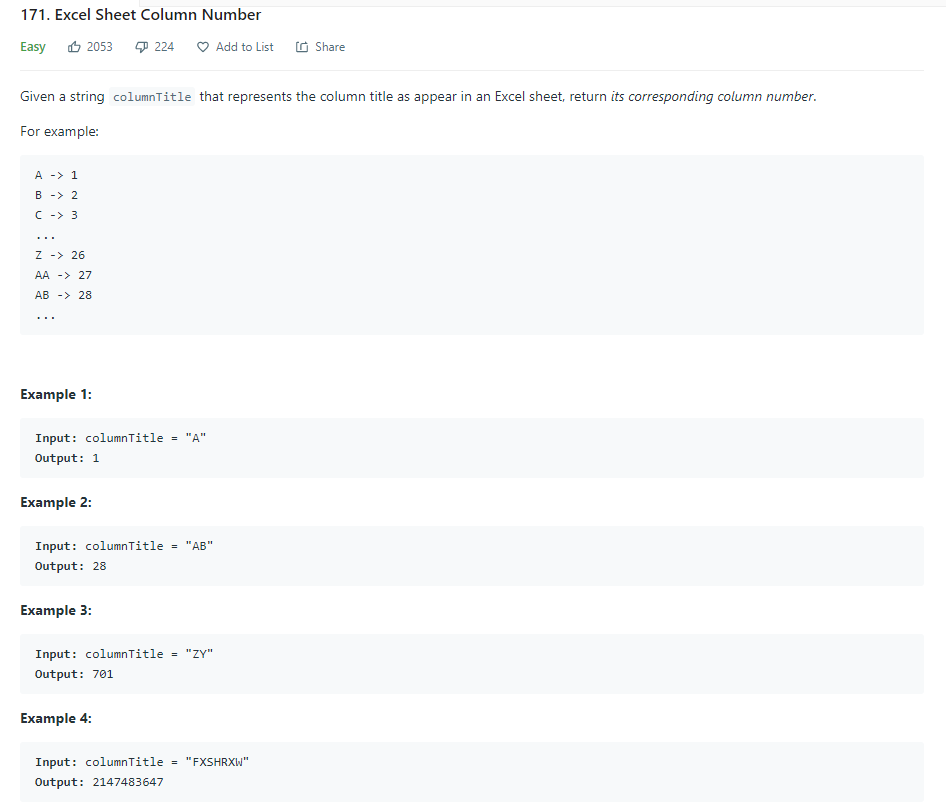 171. Excel Sheet Column Number
Easy 2053 224 Add to List Share
Given a string columnTitle that represents the column title as appear in an Excel sheet, return its corresponding column number.
For example:
A -> 1
B -> 2
C -> 3
...
Z -> 26
AA -> 27
AB -> 28
...
Example 1:
Input: columnTitle = "A"
Output: 1
Example 2:
Input: columnTitle = "AB"
Output: 28
Example 3:
Input: columnTitle = "ZY"
Output: 701
Example 4:
Input: columnTitle = "FXSHRXW"
Output: 2147483647